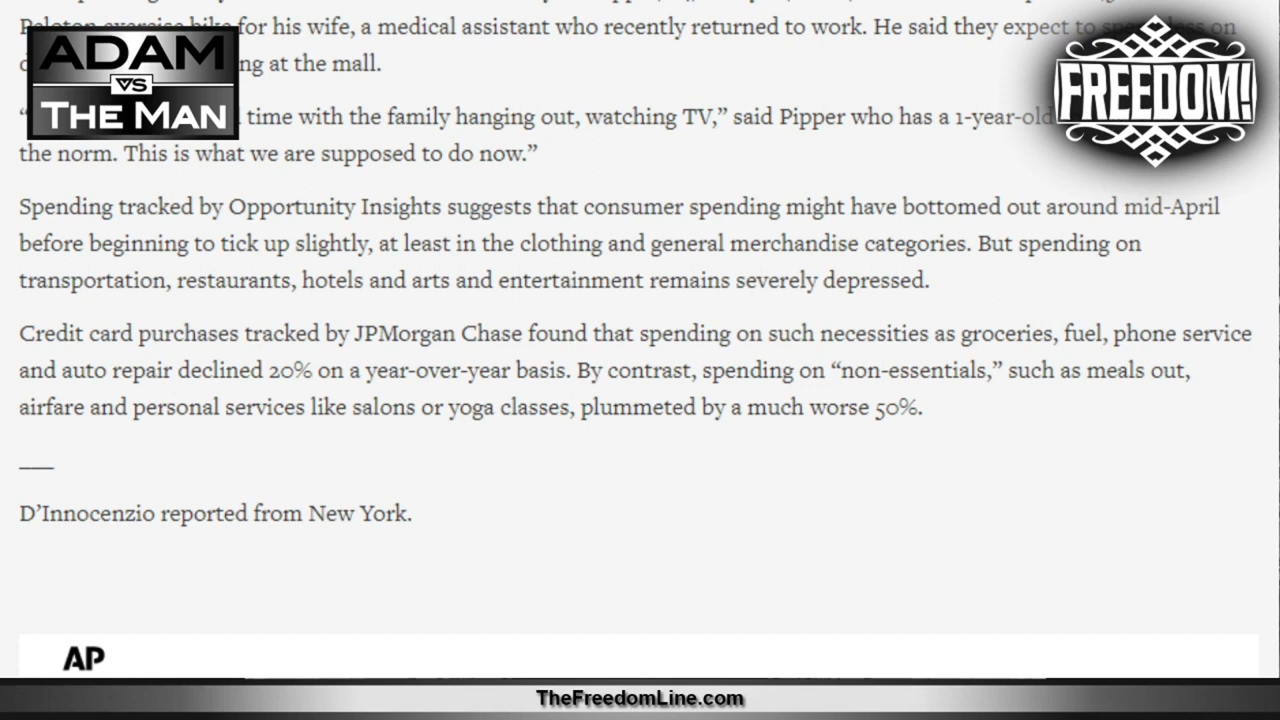 Peloton exercise bike for his wife, a medical assistant who recently returned to work. He said they expect to spend less on
ADAM
VS
THE MAN
FREEDOM!
ng at the mall.
time with the family hanging out, watching TV,” said Pipper who has a 1-year-old
the norm. This is what we are supposed to do now.”
Spending tracked by Opportunity Insights suggests that consumer spending might have bottomed out around mid-April
before beginning to tick up slightly, at least in the clothing and general merchandise categories. But spending on
transportation, restaurants, hotels and arts and entertainment remains severely depressed.
Credit card purchases tracked by JPMorgan Chase found that spending on such necessities as groceries, fuel, phone service
and auto repair declined 20% on a year-over-year basis. By contrast, spending on “non-essentials,” such as meals out,
airfare and personal services like salons or yoga classes, plummeted by a much worse 50%.
D’Innocenzio reported from New York.
AP
TheFreedomLine.com